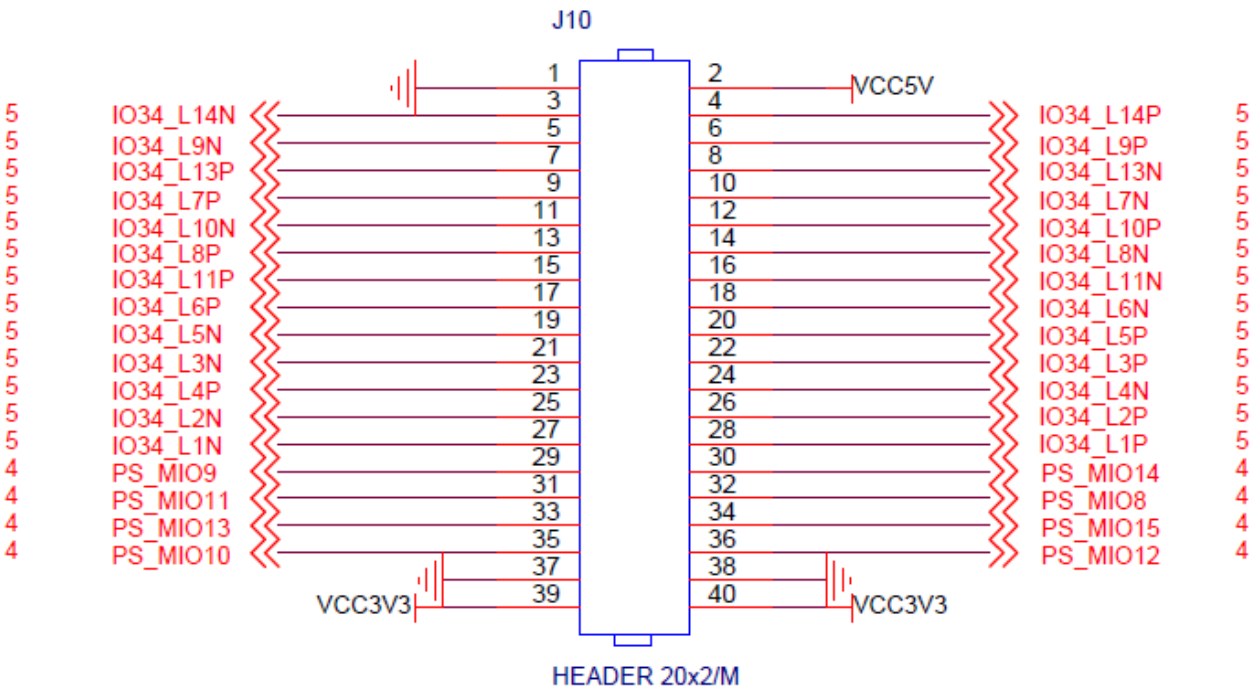 J10
1 2 VCC5V
3 4
5 IO34_L14N 5 6 IO34_L14P 5
5 IO34_L9N 7 8 IO34_L9P 5
5 IO34_L13P 9 10 IO34_L13N 5
5 IO34_L7P 11 12 IO34_L7N 5
5 IO34_L10N 13 14 IO34_L10P 5
5 IO34_L8P 15 16 IO34_L8N 5
5 IO34_L11P 17 18 IO34_L11N 5
5 IO34_L6P 19 20 IO34_L6N 5
5 IO34_L5N 21 22 IO34_L5P 5
5 IO34_L3N 23 24 IO34_L3P 5
5 IO34_L4P 25 26 IO34_L4N 5
5 IO34_L2N 27 28 IO34_L2P 5
5 IO34_L1N 29 30 IO34_L1P 5
4 PS_MIO9 31 32 PS_MIO14 4
4 PS_MIO11 33 34 PS_MIO8 4
4 PS_MIO13 35 36 PS_MIO15 4
4 PS_MIO10 37 38 PS_MIO12 4
VCC3V3 39 40 VCC3V3
HEADER 20x2/M